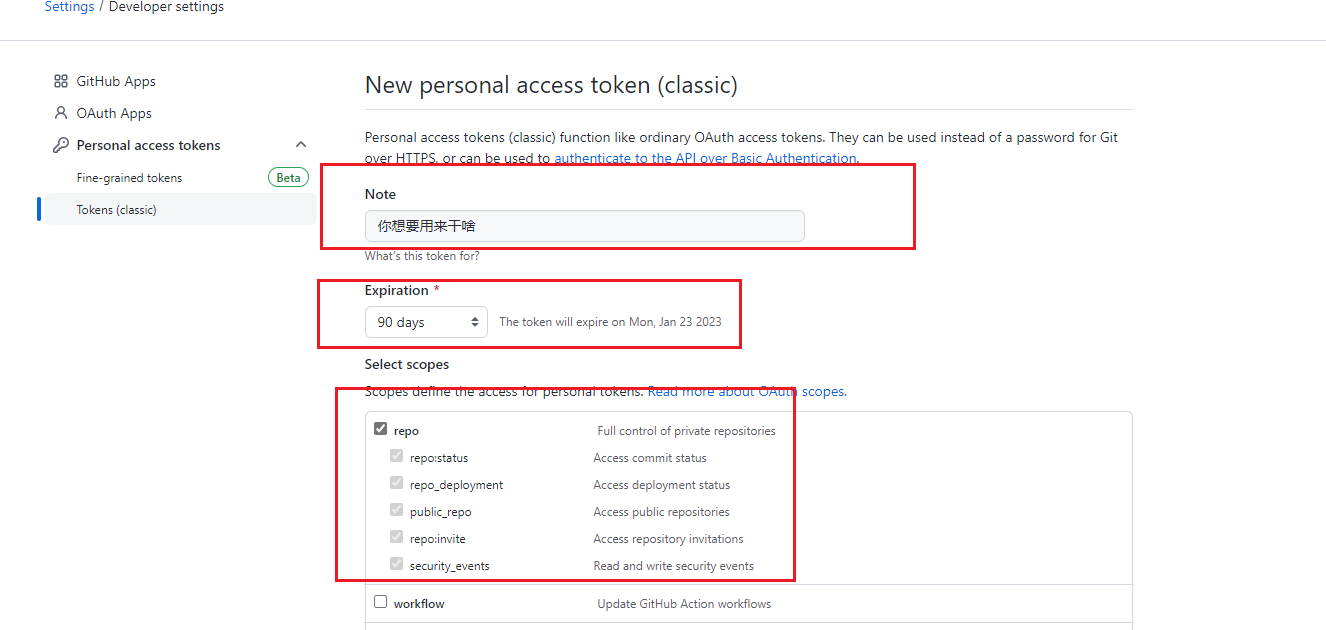 Settings / Developer settings
GitHub Apps
OAuth Apps
Personal access tokens
Fine-grained tokens Beta
Tokens (classic)
New personal access token (classic)
Personal access tokens (classic) function like ordinary OAuth access tokens. They can be used instead of a password for Git
over HTTPS, or can be used to authenticate to the API over Basic Authentication.
Note
你想要用来干啥
What's this token for?
Expiration *
90 days The token will expire on Mon, Jan 23 2023
Select scopes
Scopes define the access for personal tokens. Read more about OAuth scopes.
repo Full control of private repositories
repo:status Access commit status
repo_deployment Access deployment status
public_repo Access public repositories
repo:invite Access repository invitations
security_events Read and write security events
workflow Update GitHub Action workflows